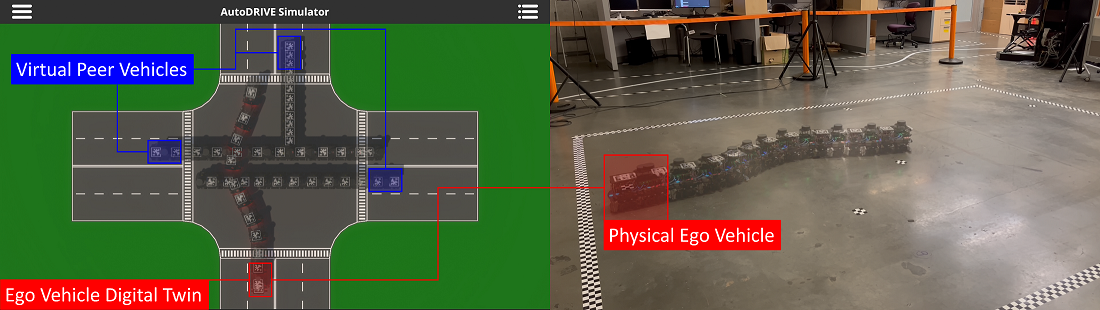 AutoDRIVE Simulator
Virtual Peer Vehicles
Ego Vehicle Digital Twin
Physical Ego Vehicle